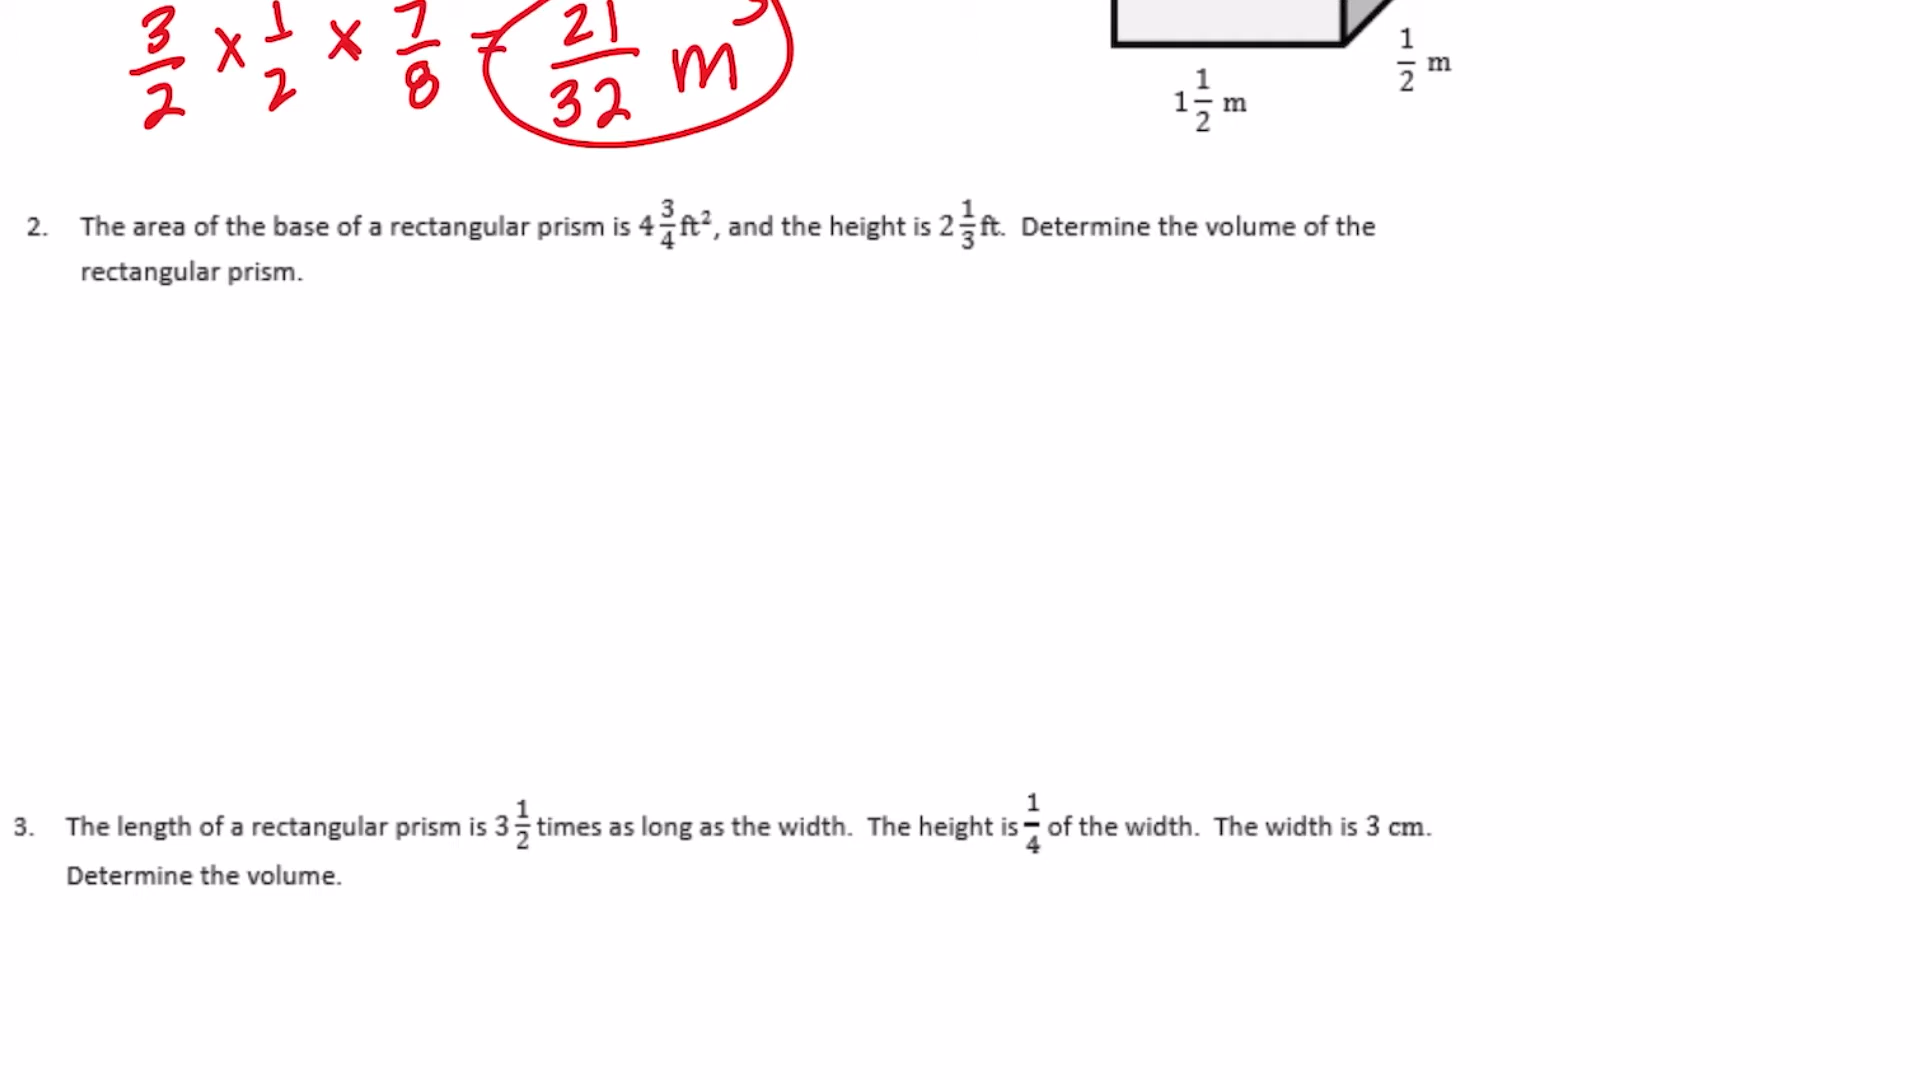 3/2 x 1/2 x 7/8 = 21/32 m³
1/2 m
1 1/2 m
2. The area of the base of a rectangular prism is 4 3/4 ft², and the height is 2 1/3 ft. Determine the volume of the
rectangular prism.
3. The length of a rectangular prism is 3 1/2 times as long as the width. The height is 1/4 of the width. The width is 3 cm.
Determine the volume.